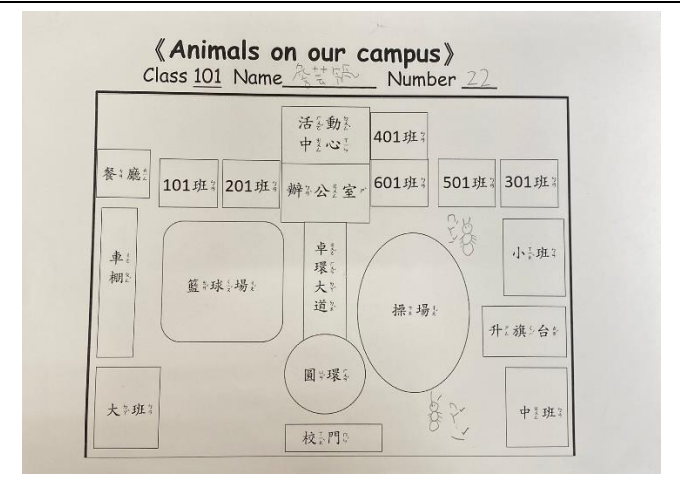 《Animals on our campus》
Class 101 Name Number 22
活動
中心
401班
餐廳
101班 201班 辦公室 601班 501班 301班
車棚
籃球場
卓環大道
操場
小班
升旗台
圓環
大班
校門
中班